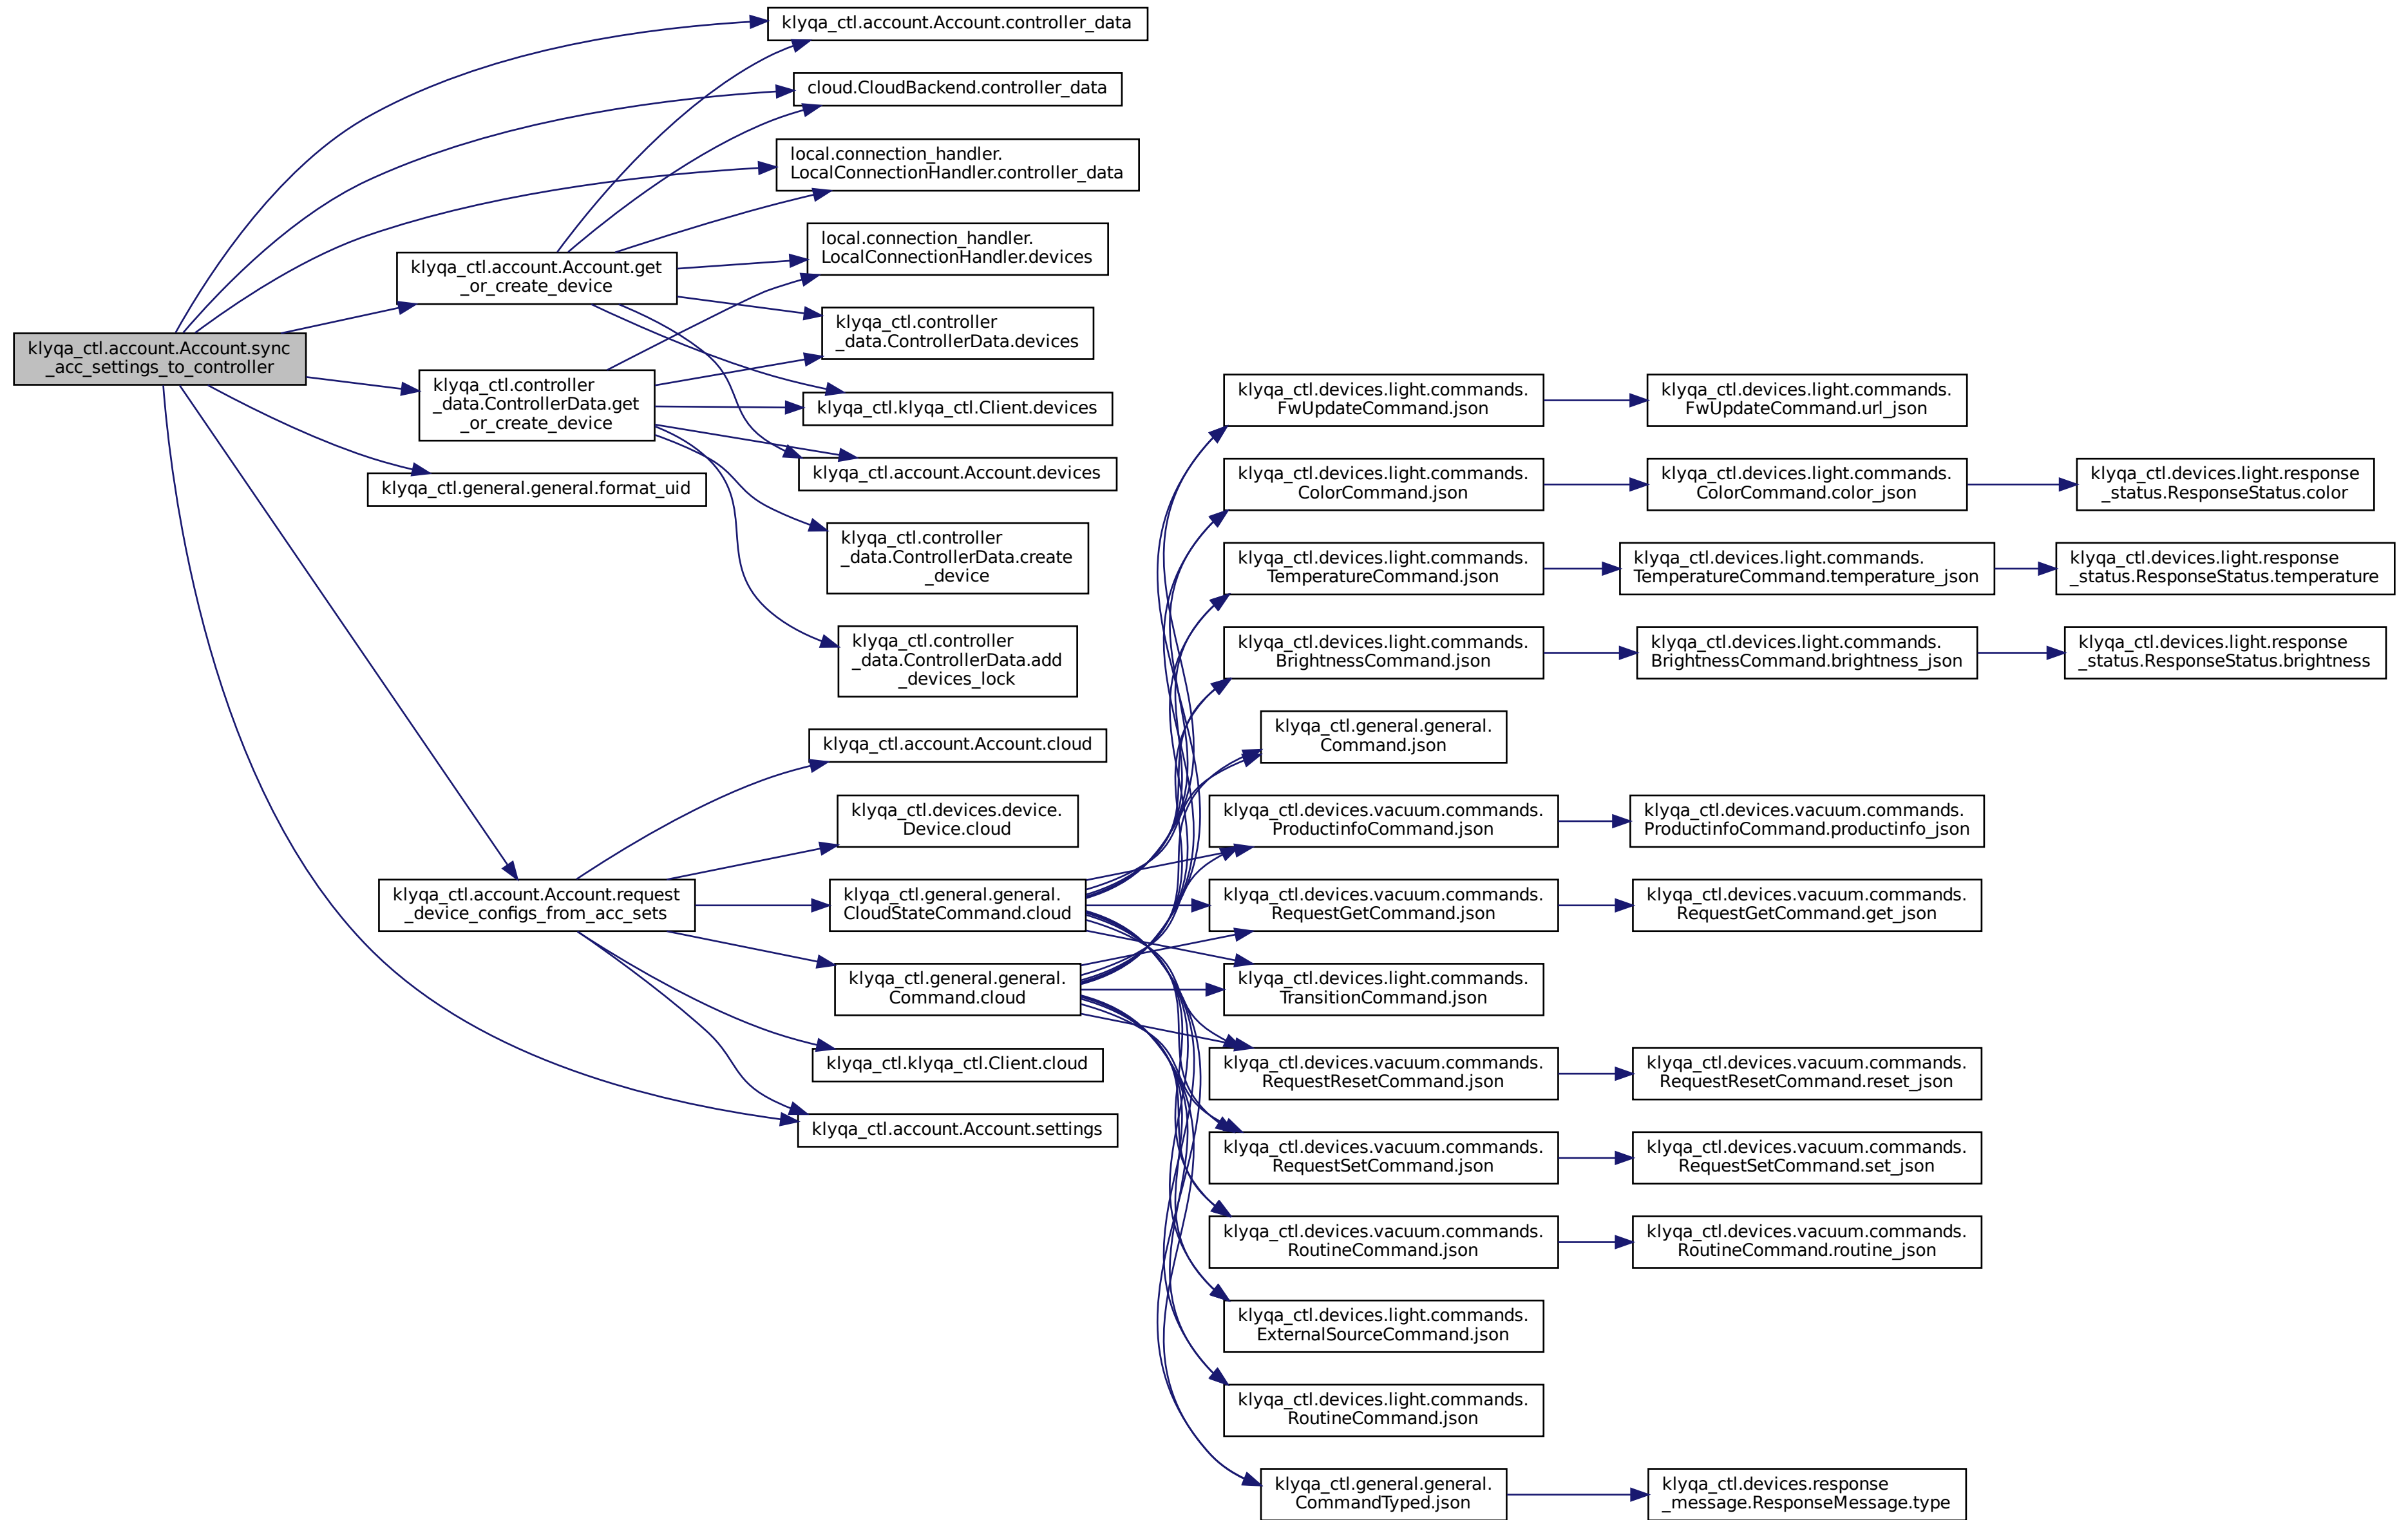 klyqa_ctl.account.Account.sync
_acc_settings_to_controller
klyqa_ctl.account.Account.controller_data
cloud.CloudBackend.controller_data
local.connection_handler.
LocalConnectionHandler.controller_data
klyqa_ctl.account.Account.get
_or_create_device
klyqa_ctl.controller
_data.ControllerData.get
_or_create_device
klyqa_ctl.general.general.format_uid
klyqa_ctl.account.Account.request
_device_configs_from_acc_sets
local.connection_handler.
LocalConnectionHandler.devices
klyqa_ctl.controller
_data.ControllerData.devices
klyqa_ctl.klyqa_ctl.Client.devices
klyqa_ctl.account.Account.devices
klyqa_ctl.controller
_data.ControllerData.create
_device
klyqa_ctl.controller
_data.ControllerData.add
_devices_lock
klyqa_ctl.account.Account.cloud
klyqa_ctl.devices.device.
Device.cloud
klyqa_ctl.general.general.
CloudStateCommand.cloud
klyqa_ctl.general.general.
Command.cloud
klyqa_ctl.klyqa_ctl.Client.cloud
klyqa_ctl.account.Account.settings
klyqa_ctl.devices.light.commands.
FwUpdateCommand.json
klyqa_ctl.devices.light.commands.
FwUpdateCommand.url_json
klyqa_ctl.devices.light.commands.
ColorCommand.json
klyqa_ctl.devices.light.commands.
ColorCommand.color_json
klyqa_ctl.devices.light.response
_status.ResponseStatus.color
klyqa_ctl.devices.light.commands.
TemperatureCommand.json
klyqa_ctl.devices.light.commands.
TemperatureCommand.temperature_json
klyqa_ctl.devices.light.response
_status.ResponseStatus.temperature
klyqa_ctl.devices.light.commands.
BrightnessCommand.json
klyqa_ctl.devices.light.commands.
BrightnessCommand.brightness_json
klyqa_ctl.devices.light.response
_status.ResponseStatus.brightness
klyqa_ctl.general.general.
Command.json
klyqa_ctl.devices.vacuum.commands.
ProductinfoCommand.json
klyqa_ctl.devices.vacuum.commands.
ProductinfoCommand.productinfo_json
klyqa_ctl.devices.vacuum.commands.
RequestGetCommand.json
klyqa_ctl.devices.vacuum.commands.
RequestGetCommand.get_json
klyqa_ctl.devices.light.commands.
TransitionCommand.json
klyqa_ctl.devices.vacuum.commands.
RequestResetCommand.json
klyqa_ctl.devices.vacuum.commands.
RequestResetCommand.reset_json
klyqa_ctl.devices.vacuum.commands.
RequestSetCommand.json
klyqa_ctl.devices.vacuum.commands.
RequestSetCommand.set_json
klyqa_ctl.devices.vacuum.commands.
RoutineCommand.json
klyqa_ctl.devices.vacuum.commands.
RoutineCommand.routine_json
klyqa_ctl.devices.light.commands.
ExternalSourceCommand.json
klyqa_ctl.devices.light.commands.
RoutineCommand.json
klyqa_ctl.general.general.
CommandTyped.json
klyqa_ctl.devices.response
_message.ResponseMessage.type